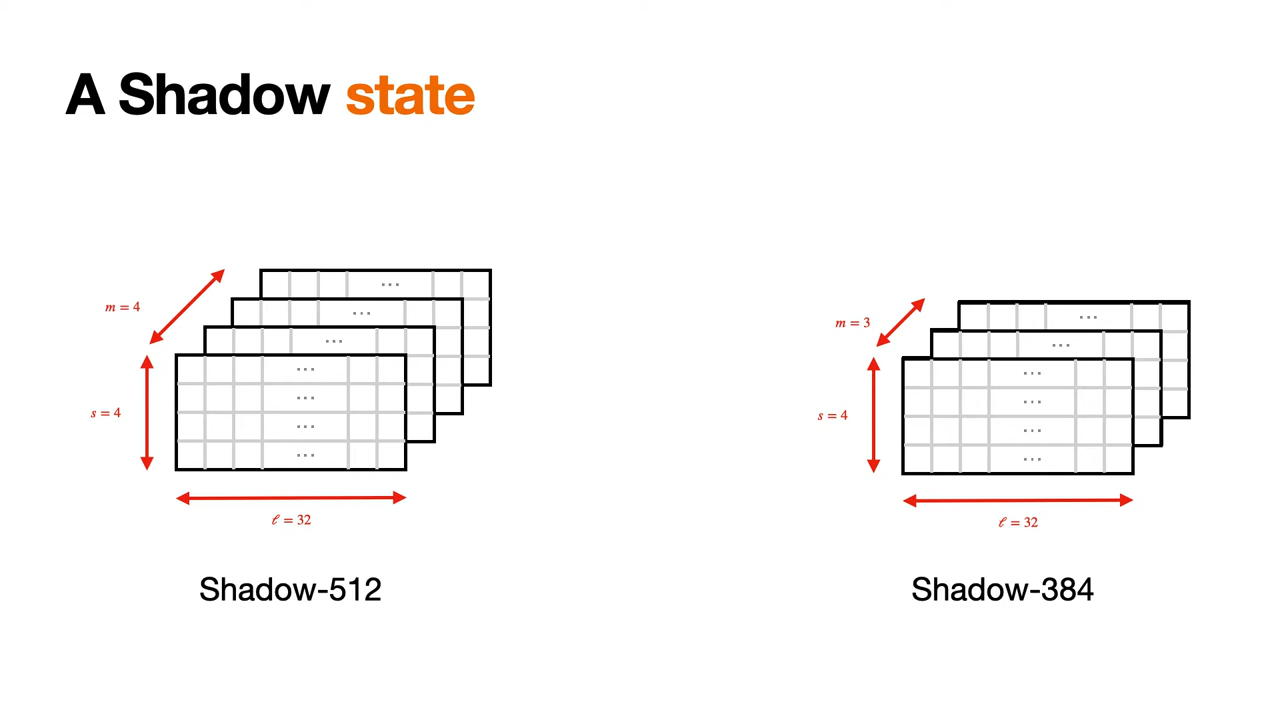 A Shadow state
m = 4
...
...
...
...
...
...
...
s = 4
ℓ = 32
Shadow-512
m = 3
...
...
...
...
...
...
s = 4
ℓ = 32
Shadow-384